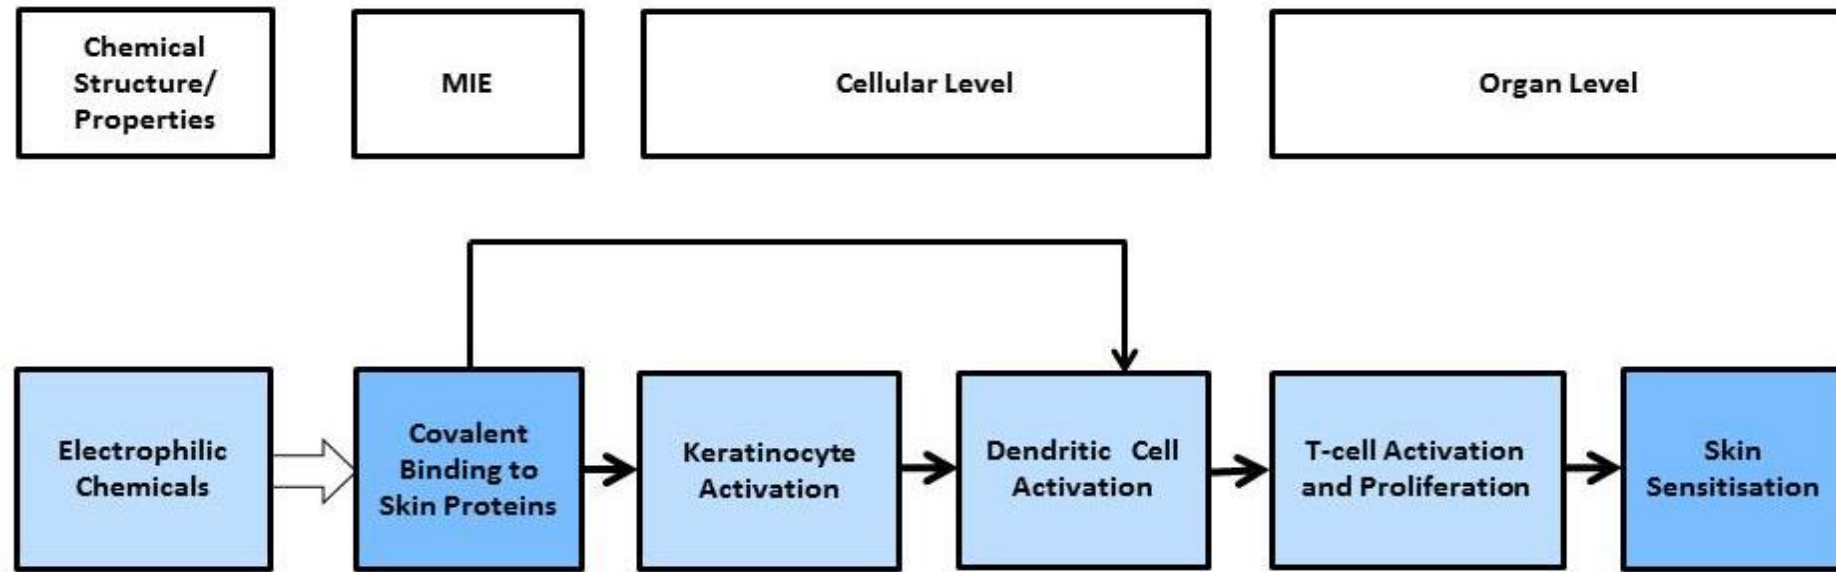 Chemical
Structure/
Properties
MIE
Cellular Level
Organ Level
Electrophilic
Chemicals
Covalent
Binding to
Skin Proteins
Keratinocyte
Activation
Dendritic Cell
Activation
T-cell Activation
and Proliferation
Skin
Sensitisation